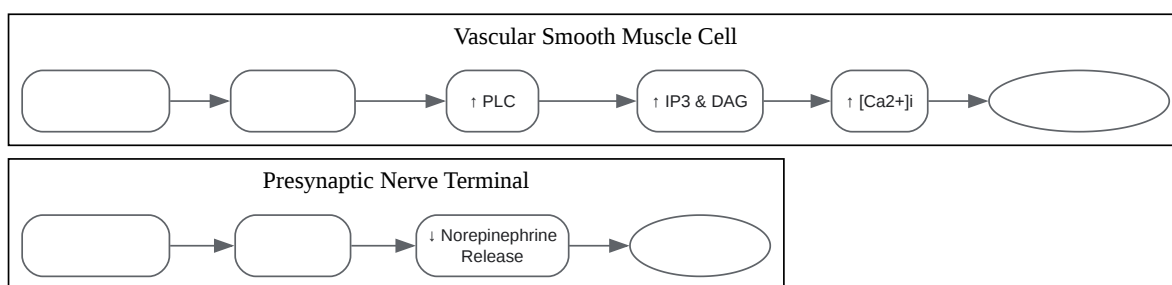 Vascular Smooth Muscle Cell
↑ PLC
↑ IP3 & DAG
↑ [Ca2+]i
Presynaptic Nerve Terminal
↓ Norepinephrine
Release